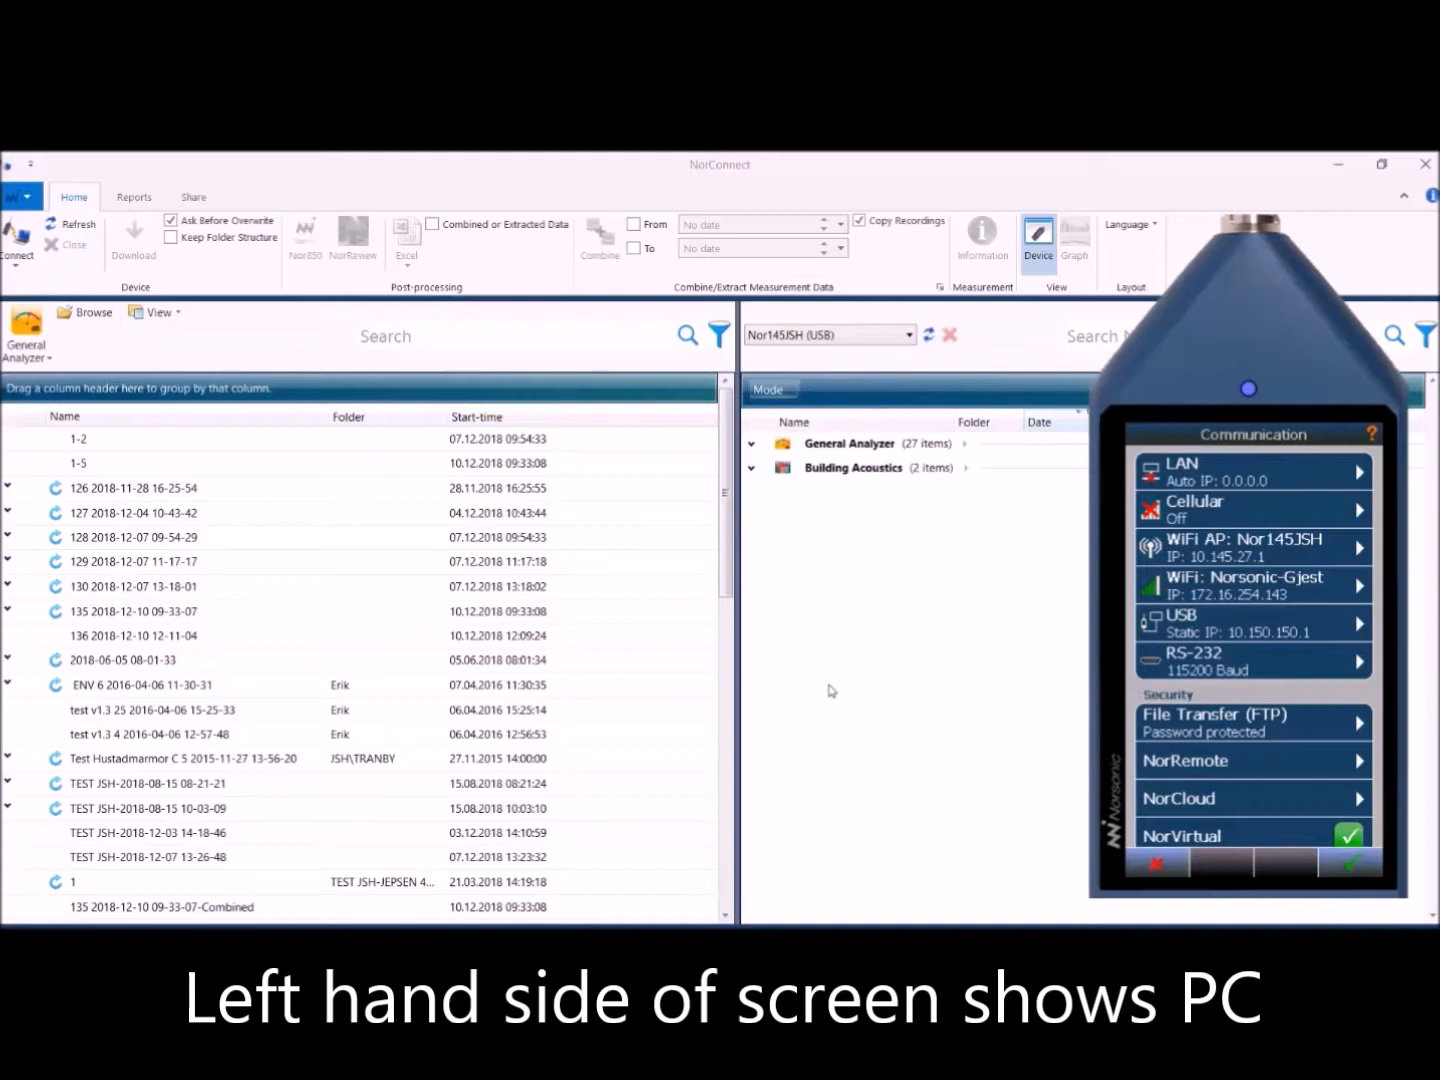 NorConnect
Home
Reports
Share
Connect
Refresh
Close
Download
Ask Before Overwrite
Keep Folder Structure
Device
Nor850
NorReview
Excel
Combined or Extracted Data
Post-processing
Combine
From
No date
To
No date
Copy Recordings
Combine/Extract Measurement Data
Information
Measurement
Device
Graph
View
Language
Layout
General
Analyzer
Browse
View
Search
Nor145JSH (USB)
Search
Drag a column header here to group by that column.
Name Folder Start-time
1-2 07.12.2018 09:54:33
1-5 10.12.2018 09:33:08
126 2018-11-28 16-25-54 28.11.2018 16:25:55
127 2018-12-04 10-43-42 04.12.2018 10:43:44
128 2018-12-07 09-54-29 07.12.2018 09:54:33
129 2018-12-07 11-17-17 07.12.2018 11:17:18
130 2018-12-07 13-18-01 07.12.2018 13:18:02
135 2018-12-10 09-33-07 10.12.2018 09:33:08
136 2018-12-10 12-11-04 10.12.2018 12:09:24
2018-06-05 08-01-33 05.06.2018 08:01:34
ENV 6 2016-04-06 11-30-31 Erik 07.04.2016 11:30:35
test v1.3 25 2016-04-06 15-25-33 Erik 06.04.2016 15:25:14
test v1.3 4 2016-04-06 12-57-48 Erik 06.04.2016 12:56:53
Test Hustadmarmor C 5 2015-11-27 13-56-20 JSH\TRANBY 27.11.2015 14:00:00
TEST JSH-2018-08-15 08-21-21 15.08.2018 08:21:24
TEST JSH-2018-08-15 10-03-09 15.08.2018 10:03:10
TEST JSH-2018-12-03 14-18-46 03.12.2018 14:10:59
TEST JSH-2018-12-07 13-26-48 07.12.2018 13:23:32
1 TEST JSH-JEPSEN 4... 21.03.2018 14:19:18
135 2018-12-10 09-33-07-Combined 10.12.2018 09:33:08
Mode
Name Folder Date
General Analyzer (27 items)
Building Acoustics (2 items)
Communication ?
LAN
Auto IP: 0.0.0.0
Cellular
Off
WiFi AP: Nor145JSH
IP: 10.145.27.1
WiFi: Norsonic-Gjest
IP: 172.16.254.143
USB
Static IP: 10.150.150.1
RS-232
115200 Baud
Security
File Transfer (FTP)
Password protected
NorRemote
NorCloud
NorVirtual
Norsonic
Left hand side of screen shows PC